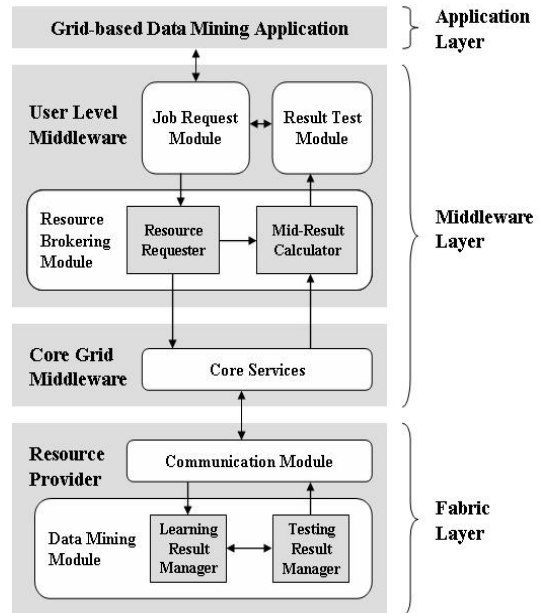 Grid-based Data Mining Application
Application
Layer
User Level
Middleware
Job Request
Module
Result Test
Module
Resource
Brokering
Module
Resource
Requester
Mid-Result
Calculator
Middleware
Layer
Core Grid
Middleware
Core Services
Resource
Provider
Communication Module
Data Mining
Module
Learning
Result
Manager
Testing
Result
Manager
Fabric
Layer